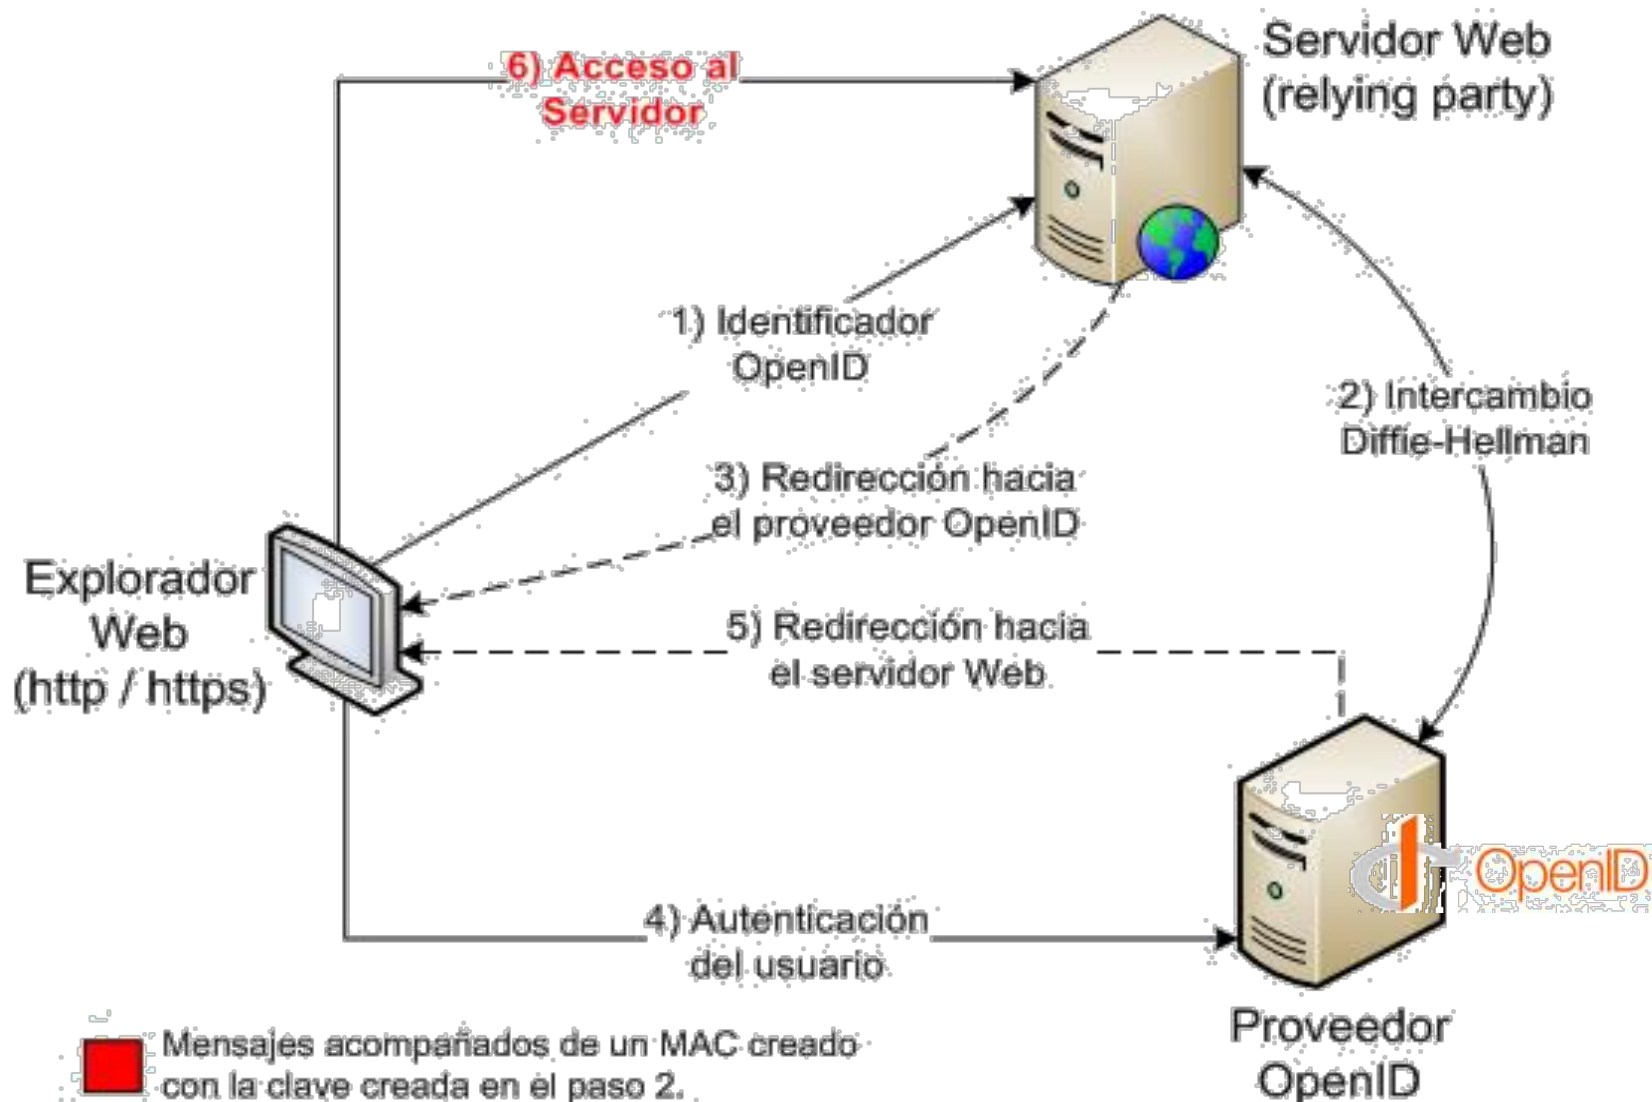 6) Acceso al
Servidor
Servidor Web
(relying party)
1) Identificador
OpenID
2) Intercambio
Diffie-Hellman
3) Redirección hacia
el proveedor OpenID
Explorador
Web
(http / https)
5) Redirección hacia
el servidor Web
OpenID
4) Autenticación
del usuario
Proveedor
OpenID
Mensajes acompañados de un MAC creado
con la clave creada en el paso 2.